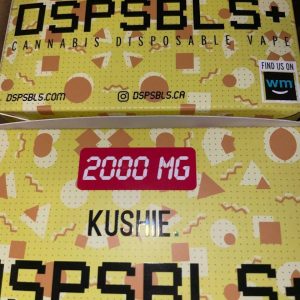 DSPSBLS+
CANNABIS DISPOSABLE VAPE
FIND US ON
wm
DSPSBLS.COM
DSPSBLS.CA
2000 MG
KUSHIE.
DSPSBLS+